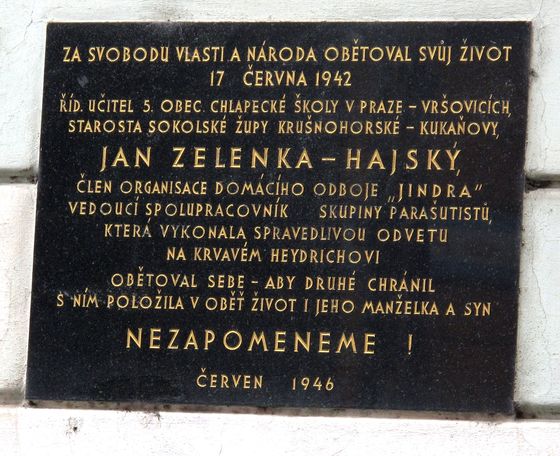 ZA SVOBODU VLASTI A NÁRODA OBĚTOVAL SVŮJ ŽIVOT
17 ČERVNA 1942
ŘÍD. UČITEL 5. OBEC. CHLAPECKÉ ŠKOLY V PRAZE – VRŠOVICÍCH,
STAROSTA SOKOLSKÉ ŽUPY KRUŠNOHORSKÉ – KUKAŇOVY,
JAN ZELENKA – HAJSKÝ,
ČLEN ORGANISACE DOMÁCÍHO ODBOJE „JINDRA"
VEDOUCÍ SPOLUPRACOVNÍK SKUPINY PARAŠUTISTŮ,
KTERÁ VYKONALA SPRAVEDLIVOU ODVETU
NA KRVAVÉM HEYDRICHOVI
OBĚTOVAL SEBE – ABY DRUHÉ CHRÁNIL
S NÍM POLOŽILA V OBĚŤ ŽIVOT I JEHO MANŽELKA A SYN
NEZAPOMENEME !
ČERVEN 1946